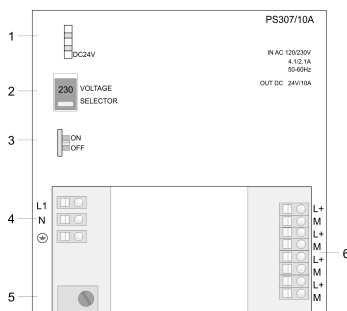 PS307/10A
1
DC24V
IN AC 120/230V
4.1/2.1A
50-60Hz
OUT DC 24V/10A
2
230
VOLTAGE
SELECTOR
3
ON
OFF
L1
4
N
L+
M
L+
M
L+
M
L+
M
6
5